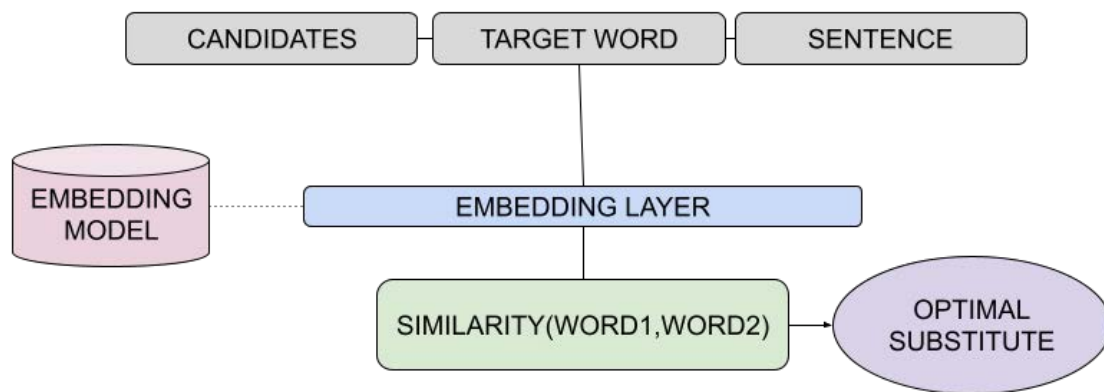 CANDIDATES
TARGET WORD
SENTENCE
EMBEDDING
MODEL
EMBEDDING LAYER
SIMILARITY(WORD1,WORD2)
OPTIMAL
SUBSTITUTE